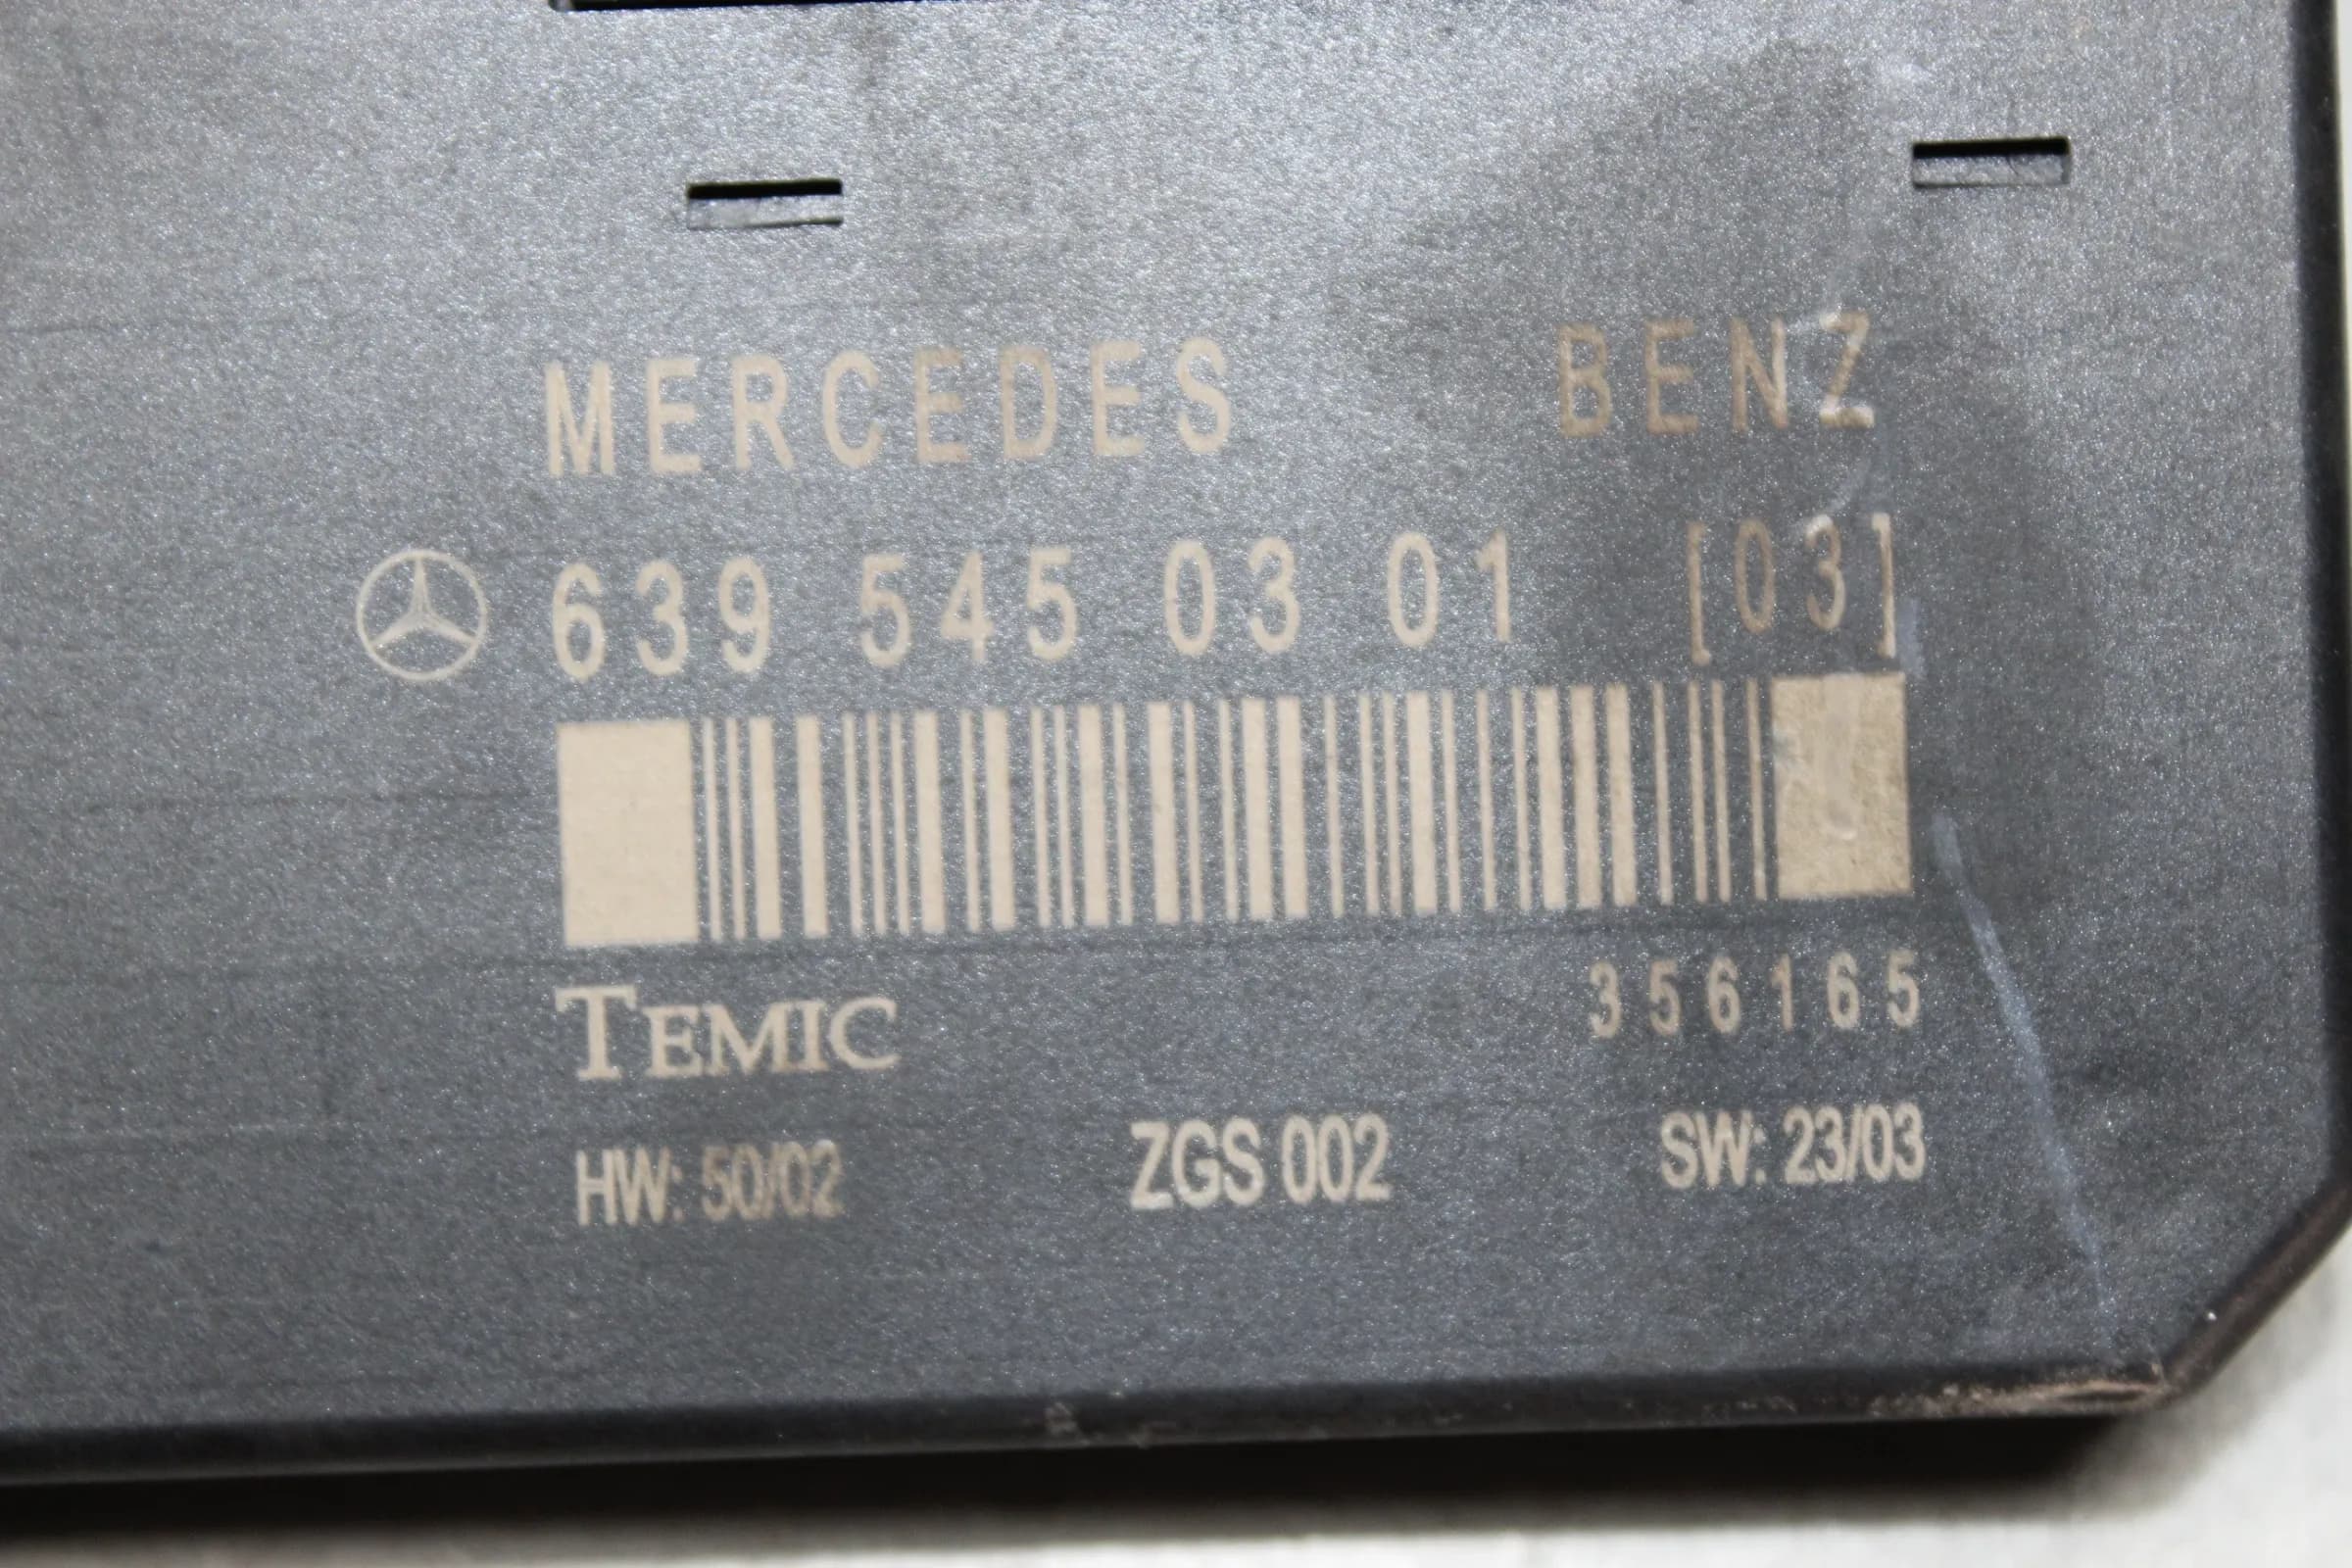 MERCEDES BENZ
639 545 03 01 [03]
TEMIC 356165
HW: 50/02 ZGS 002 SW: 23/03